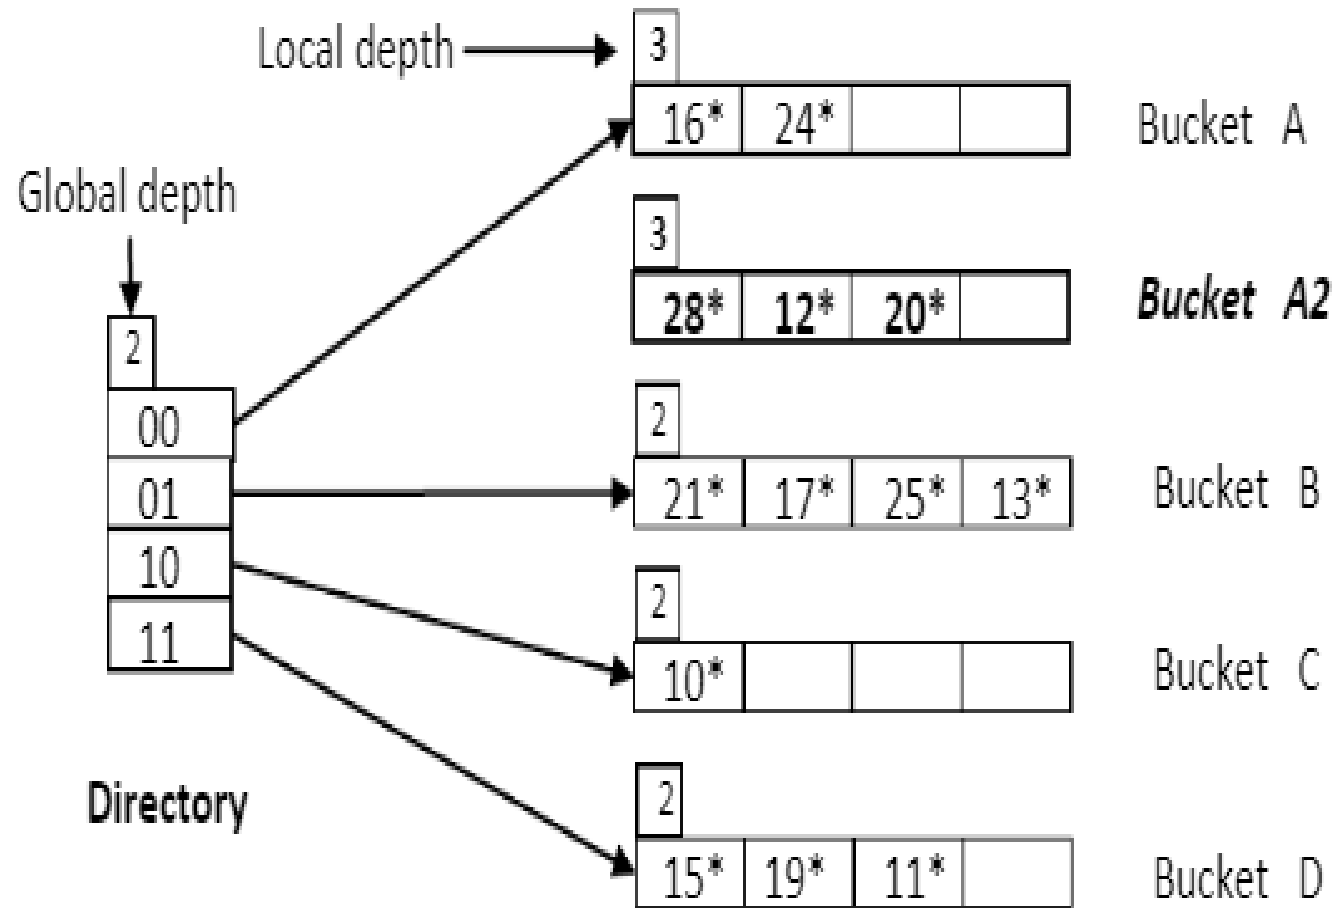 Local depth
3
16* 24*
Bucket A
Global depth
3
28* 12* 20*
Bucket A2
2
00
01
10
11
2
21* 17* 25* 13*
Bucket B
2
10*
Bucket C
Directory
2
15* 19* 11*
Bucket D